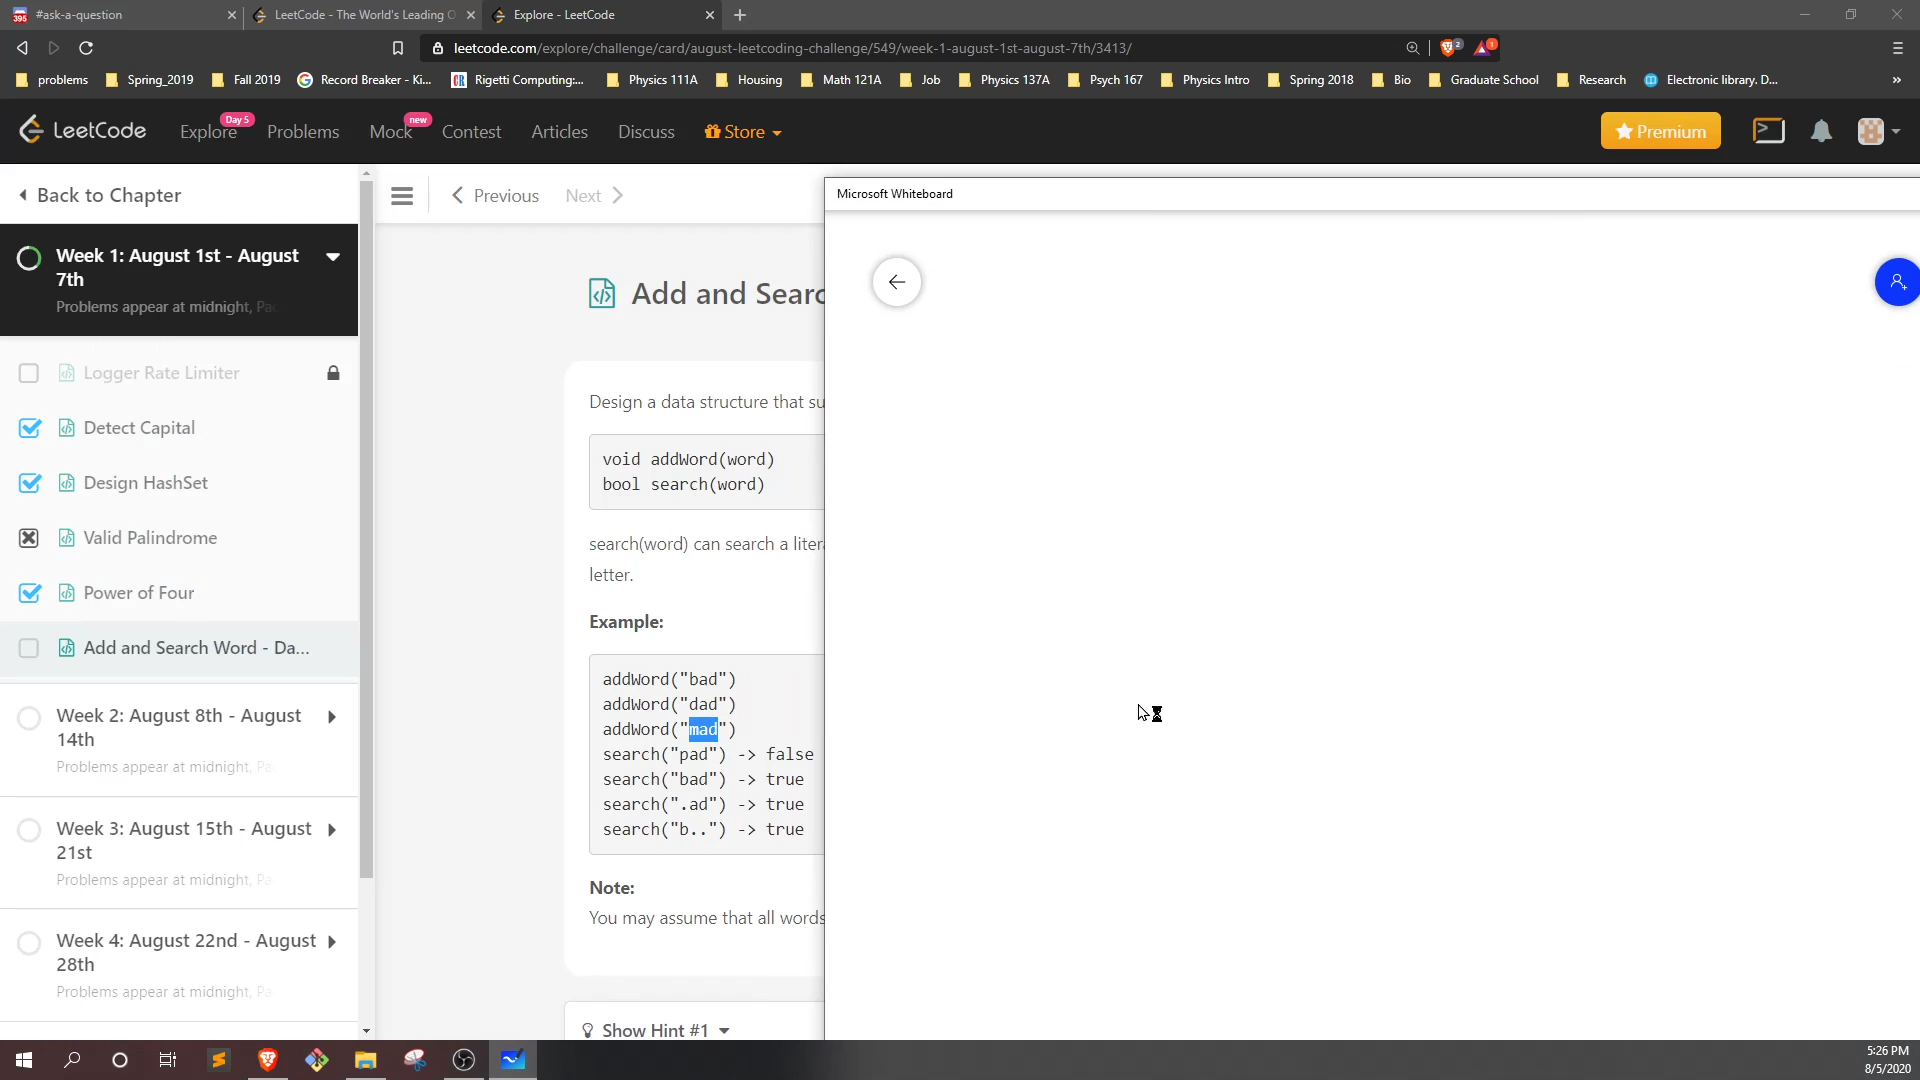 395
#ask-a-question
LeetCode - The World's Leading O
Explore - LeetCode
leetcode.com/explore/challenge/card/august-leetcoding-challenge/549/week-1-august-1st-august-7th/3413/
2
1
problems
Spring_2019
Fall 2019
Record Breaker - Ki...
CR
Rigetti Computing:...
Physics 111A
Housing
Math 121A
Job
Physics 137A
Psych 167
Physics Intro
Spring 2018
Bio
Graduate School
Research
Electronic library. D...
»
LeetCode
Explore
Day 5
Problems
Mock
new
Contest
Articles
Discuss
Store
Premium
Back to Chapter
Previous
Next
Week 1: August 1st - August
7th
Problems appear at midnight, Pac
Logger Rate Limiter
Detect Capital
Design HashSet
Valid Palindrome
Power of Four
Add and Search Word - Da...
Week 2: August 8th - August
14th
Problems appear at midnight, Pa
Week 3: August 15th - August
21st
Problems appear at midnight, Pa
Week 4: August 22nd - August
28th
Problems appear at midnight, Pa
Add and Searc
Design a data structure that su
void addWord(word)
bool search(word)
search(word) can search a litera
letter.
Example:
addWord("bad")
addWord("dad")
addWord("mad")
search("pad") -> false
search("bad") -> true
search(".ad") -> true
search("b..") -> true
Note:
You may assume that all words
Show Hint #1
Microsoft Whiteboard
5:26 PM
8/5/2020